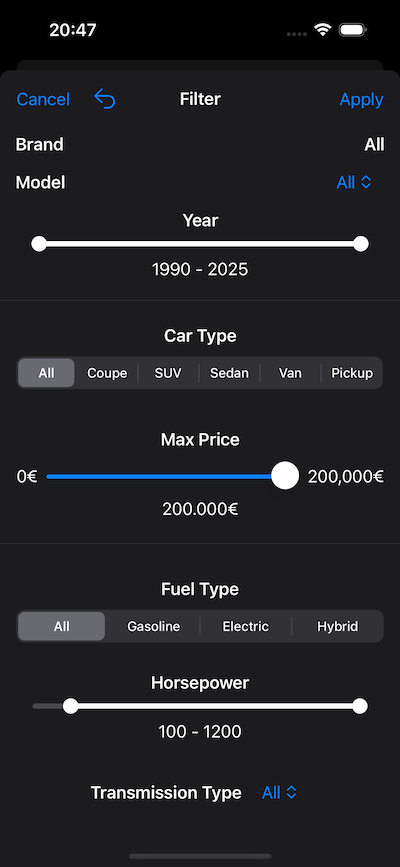 20:47
Cancel Filter Apply
Brand All
Model All
Year
1990 - 2025
Car Type
All Coupe SUV Sedan Van Pickup
Max Price
0€ 200,000€
200.000€
Fuel Type
All Gasoline Electric Hybrid
Horsepower
100 - 1200
Transmission Type All